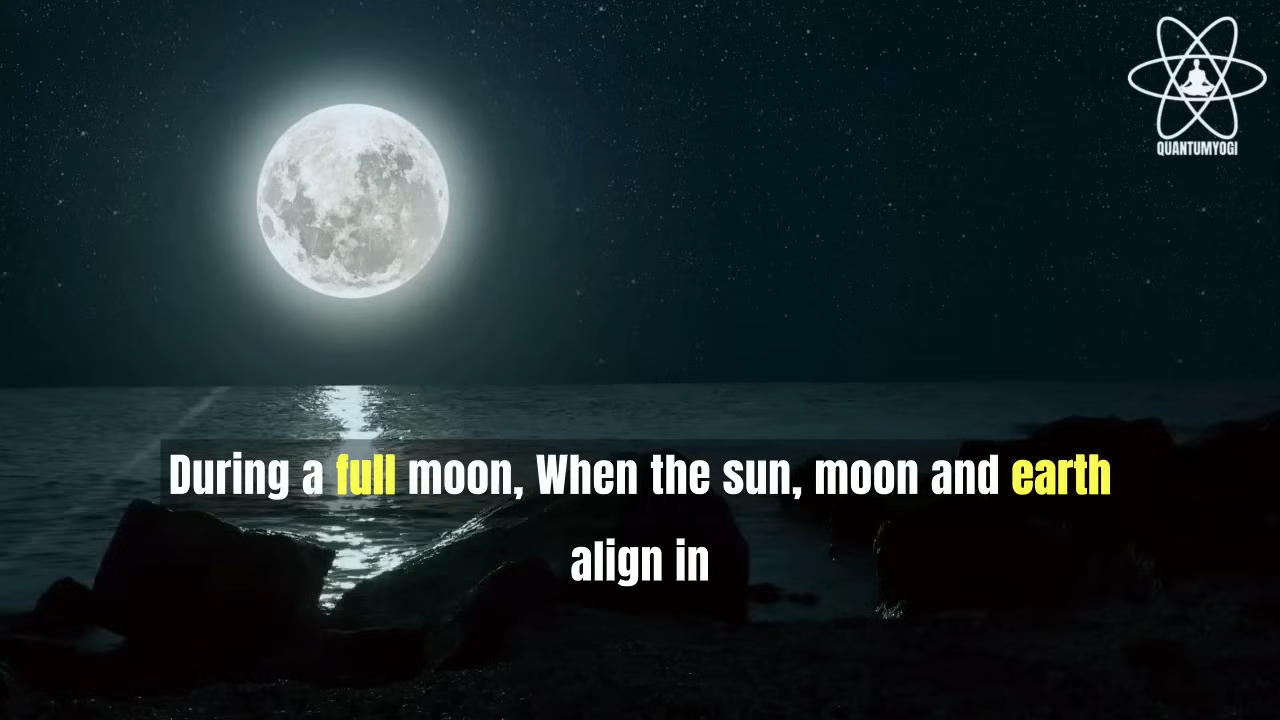 QUANTUMYOGI
During a full moon, When the sun, moon and earth
align in